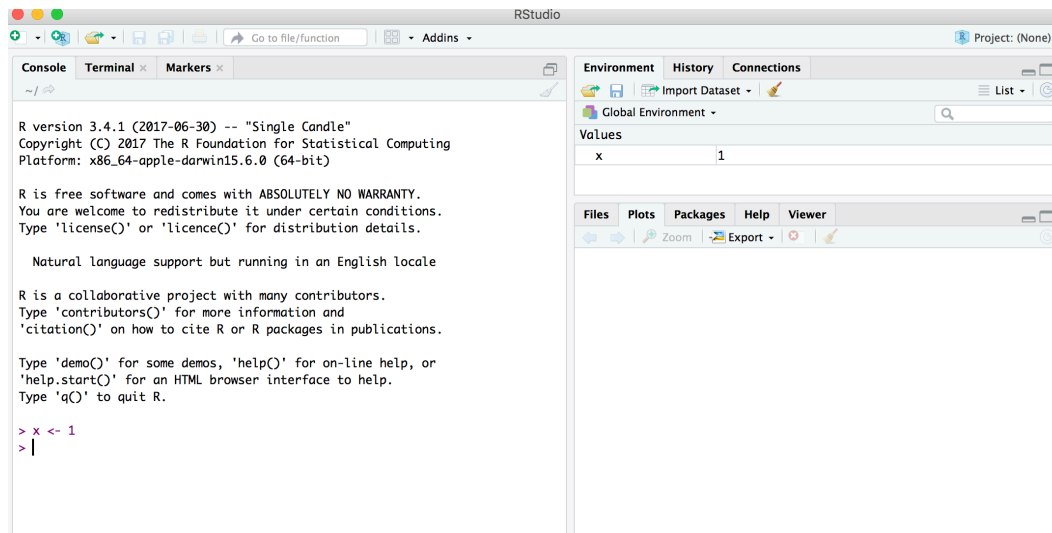 RStudio
Go to file/function
Addins
Project: (None)
Console Terminal Markers
~/
R version 3.4.1 (2017-06-30) -- "Single Candle"
Copyright (C) 2017 The R Foundation for Statistical Computing
Platform: x86_64-apple-darwin15.6.0 (64-bit)
R is free software and comes with ABSOLUTELY NO WARRANTY.
You are welcome to redistribute it under certain conditions.
Type 'license()' or 'licence()' for distribution details.
Natural language support but running in an English locale
R is a collaborative project with many contributors.
Type 'contributors()' for more information and
'citation()' on how to cite R or R packages in publications.
Type 'demo()' for some demos, 'help()' for on-line help, or
'help.start()' for an HTML browser interface to help.
Type 'q()' to quit R.
> x <- 1
>
Environment History Connections
Import Dataset List
Global Environment
Values
x 1
Files Plots Packages Help Viewer
Zoom Export